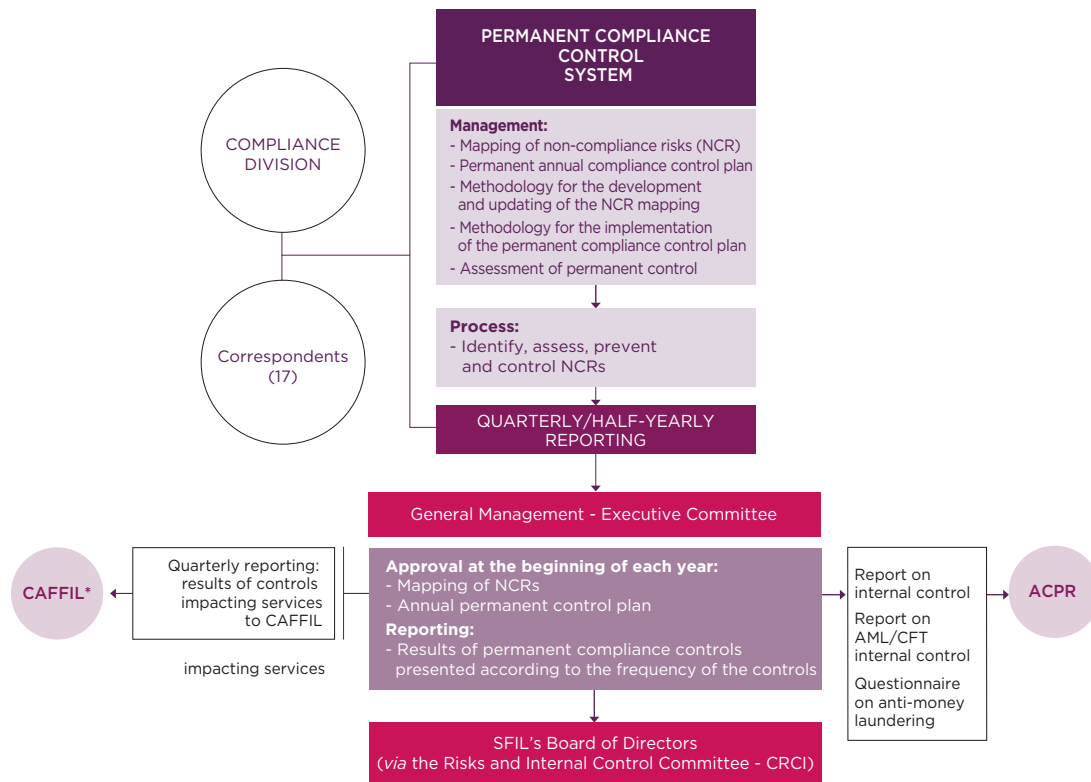 PERMANENT COMPLIANCE
CONTROL
SYSTEM
COMPLIANCE
DIVISION
Management:
- Mapping of non-compliance risks (NCR)
- Permanent annual compliance control plan
- Methodology for the development
and updating of the NCR mapping
- Methodology for the implementation
of the permanent compliance control plan
- Assessment of permanent control
Correspondents
(17)
Process:
- Identify, assess, prevent
and control NCRs
QUARTERLY/HALF-YEARLY
REPORTING
General Management - Executive Committee
CAFFIL*
Quarterly reporting:
results of controls
impacting services
to CAFFIL
impacting services
Approval at the beginning of each year:
- Mapping of NCRs
- Annual permanent control plan
Reporting:
- Results of permanent compliance controls
presented according to the frequency of the controls
Report on
internal control
Report on
AML/CFT
internal control
Questionnaire
on anti-money
laundering
ACPR
SFIL's Board of Directors
(via the Risks and Internal Control Committee - CRCI)